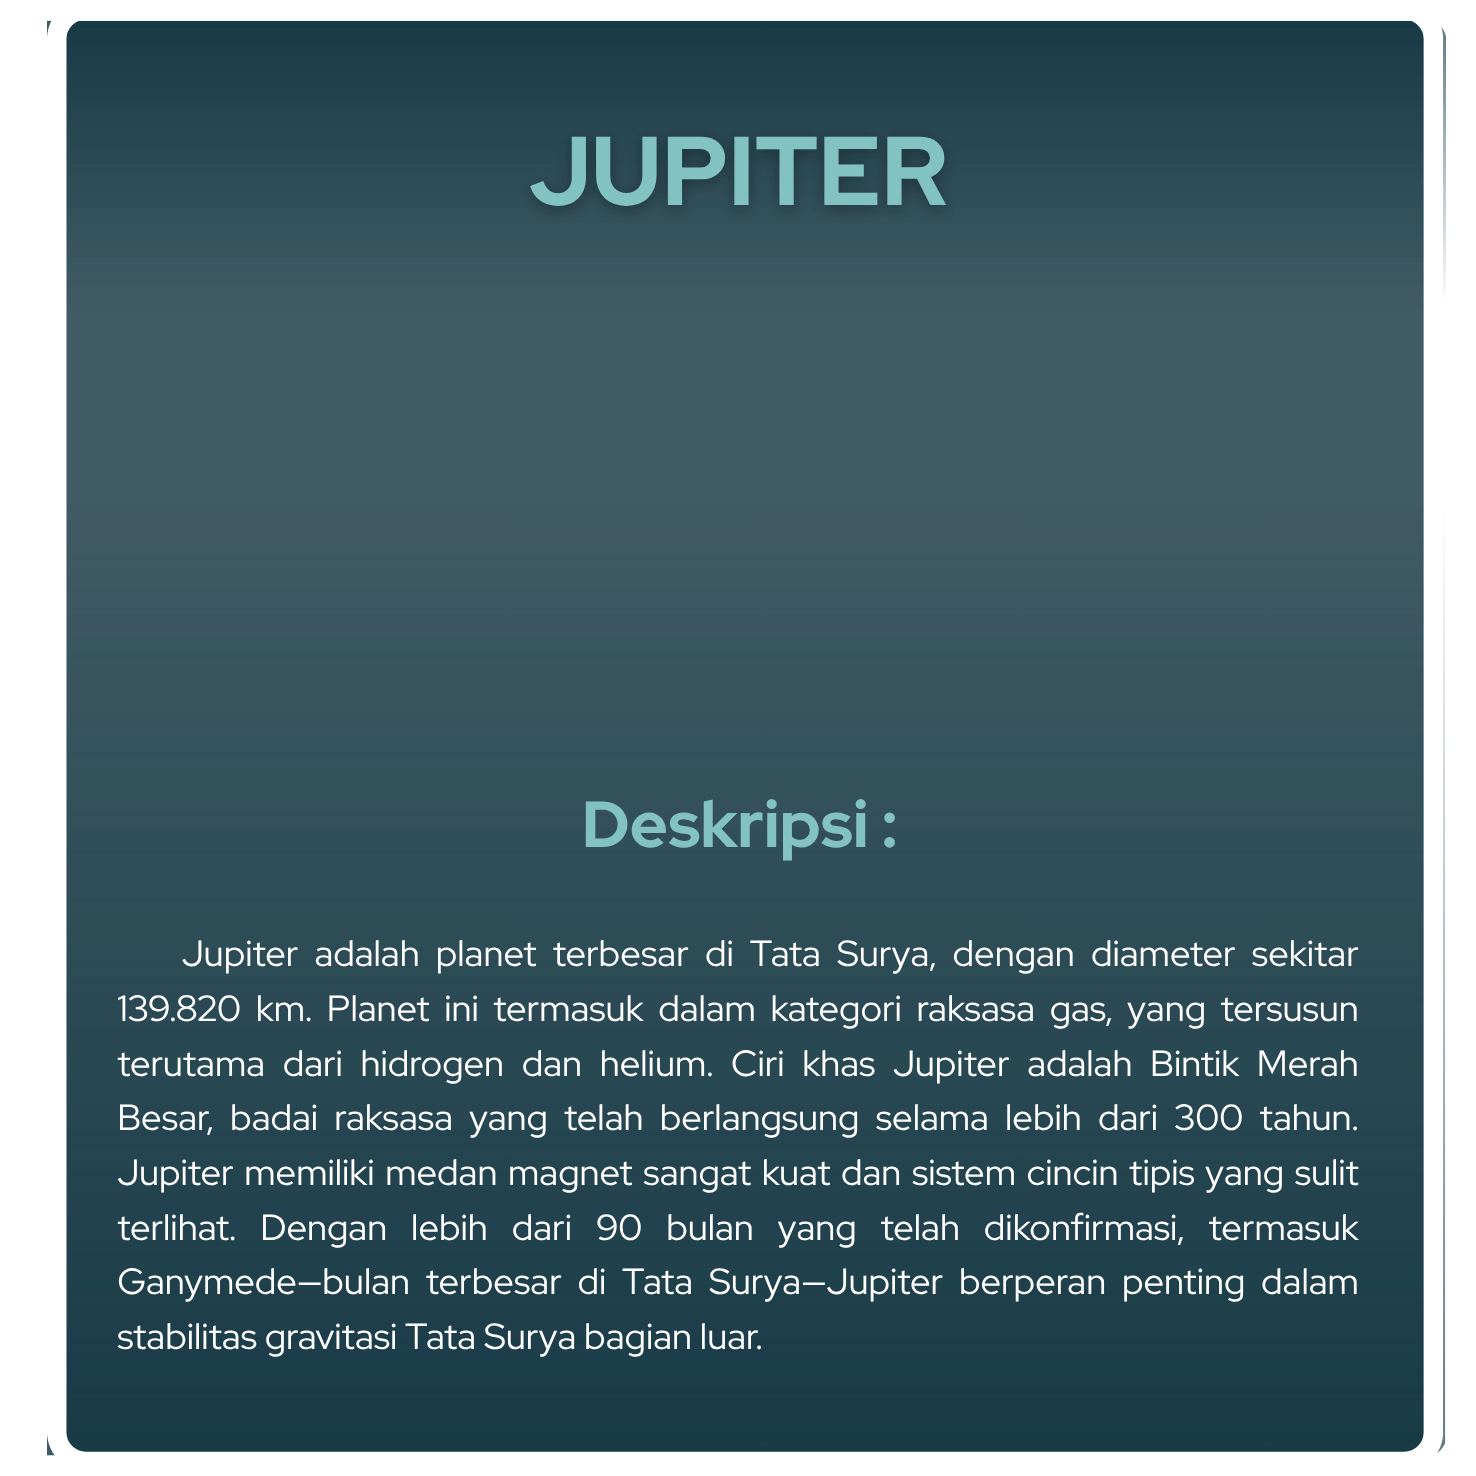 JUPITER
Deskripsi :
Jupiter adalah planet terbesar di Tata Surya, dengan diameter sekitar
139.820 km. Planet ini termasuk dalam kategori raksasa gas, yang tersusun
terutama dari hidrogen dan helium. Ciri khas Jupiter adalah Bintik Merah
Besar, badai raksasa yang telah berlangsung selama lebih dari 300 tahun.
Jupiter memiliki medan magnet sangat kuat dan sistem cincin tipis yang sulit
terlihat. Dengan lebih dari 90 bulan yang telah dikonfirmasi, termasuk
Ganymede—bulan terbesar di Tata Surya—Jupiter berperan penting dalam
stabilitas gravitasi Tata Surya bagian luar.